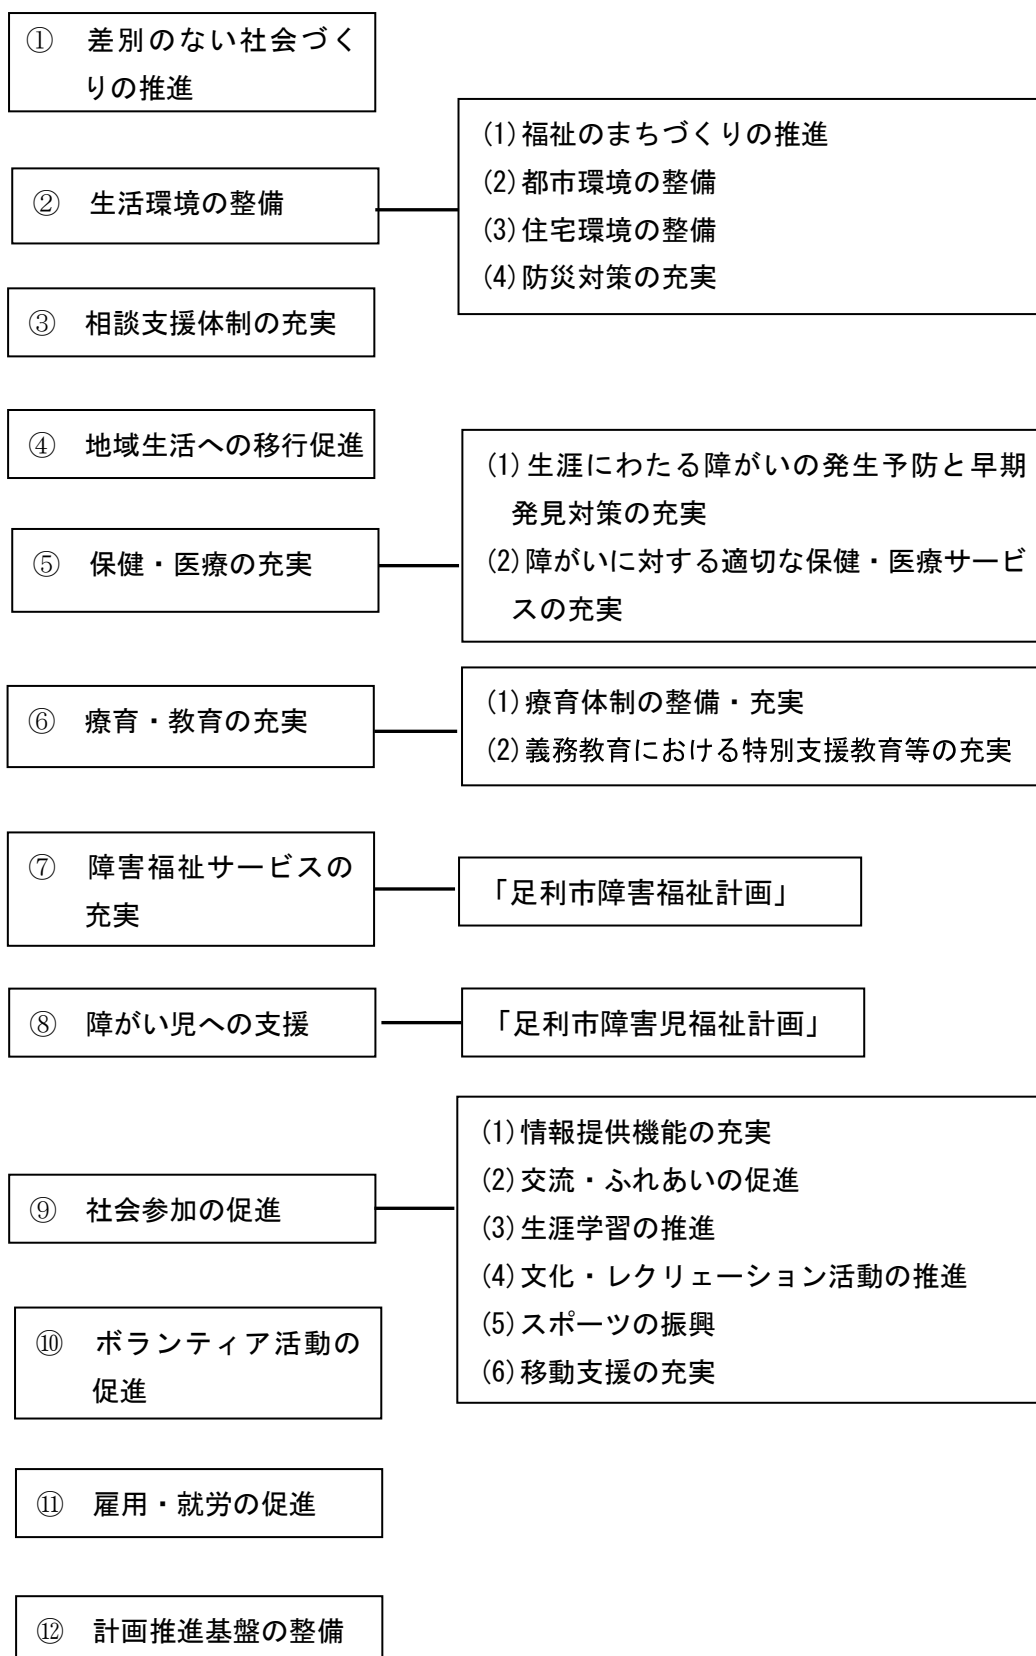 ① 差別のない社会づく
りの推進
② 生活環境の整備
(1)福祉のまちづくりの推進
(2)都市環境の整備
(3)住宅環境の整備
(4)防災対策の充実
③ 相談支援体制の充実
④ 地域生活への移行促進
⑤ 保健・医療の充実
(1)生涯にわたる障がいの発生予防と早期
発見対策の充実
(2)障がいに対する適切な保健・医療サービ
スの充実
⑥ 療育・教育の充実
(1)療育体制の整備・充実
(2)義務教育における特別支援教育等の充実
⑦ 障害福祉サービスの
充実
「足利市障害福祉計画」
⑧ 障がい児への支援
「足利市障害児福祉計画」
⑨ 社会参加の促進
(1)情報提供機能の充実
(2)交流・ふれあいの促進
(3)生涯学習の推進
(4)文化・レクリェーション活動の推進
(5)スポーツの振興
(6)移動支援の充実
⑩ ボランティア活動の
促進
⑪ 雇用・就労の促進
⑫ 計画推進基盤の整備